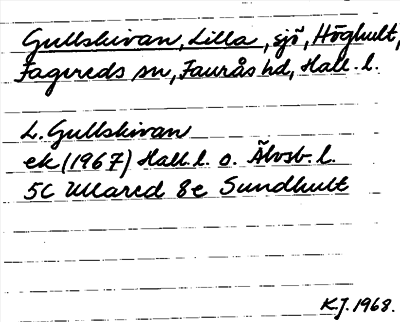 Gullskivan, Lilla, sjö, Höghult,
Fagereds sn, Faurås hd, Hall. l.
L. Gullskivan
ek (1967) Hall. l. o. Älvsb. l.
5C Ullared 8e Sundhult
K.J. 1968.